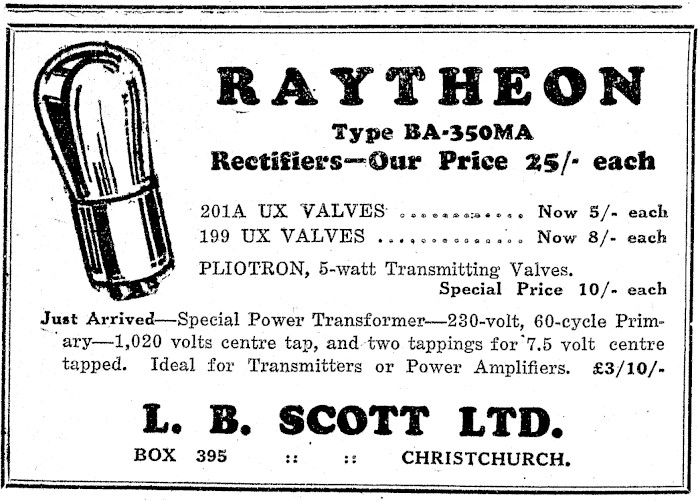 RAYTHEON
Type BA-350MA
Rectifiers—Our Price 25/- each
201A UX VALVES ............. Now 5/- each
199 UX VALVES ............... Now 8/- each
PLIOTRON, 5-watt Transmitting Valves.
Special Price 10/- each
Just Arrived—Special Power Transformer—230-volt, 60-cycle Prim-
ary—1,020 volts centre tap, and two tappings for 7.5 volt centre
tapped. Ideal for Transmitters or Power Amplifiers. £3/10/-
L. B. SCOTT LTD.
BOX 395 :: :: CHRISTCHURCH.